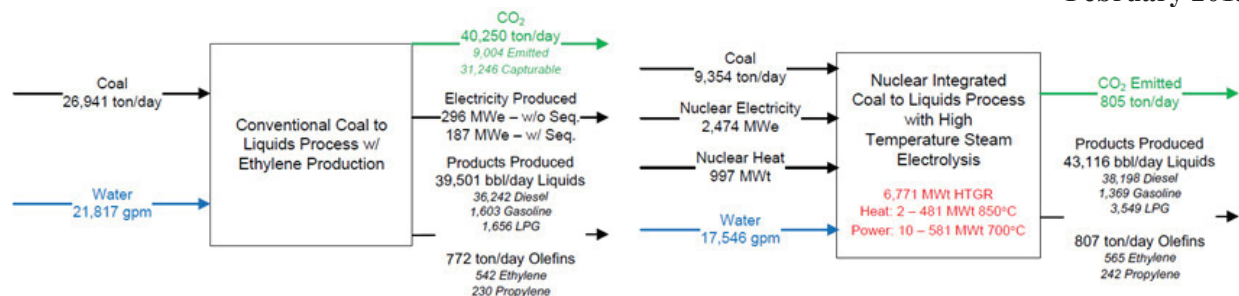 CO2
40,250 ton/day
9,004 Emitted
31,246 Capturable
Coal
26,941 ton/day
Electricity Produced
296 MWe – w/o Seq.
187 MWe – w/ Seq.
Conventional Coal to
Liquids Process w/
Ethylene Production
Products Produced
39,501 bbl/day Liquids
36,242 Diesel
1,603 Gasoline
1,656 LPG
Water
21,817 gpm
772 ton/day Olefins
542 Ethylene
230 Propylene
Coal
9,354 ton/day
Nuclear Electricity
2,474 MWe
Nuclear Heat
997 MWt
Water
17,546 gpm
Nuclear Integrated
Coal to Liquids Process
with High
Temperature Steam
Electrolysis
6,771 MWt HTGR
Heat: 2 – 481 MWt 850°C
Power: 10 – 581 MWt 700°C
CO2 Emitted
805 ton/day
Products Produced
43,116 bbl/day Liquids
38,198 Diesel
1,369 Gasoline
3,549 LPG
807 ton/day Olefins
565 Ethylene
242 Propylene